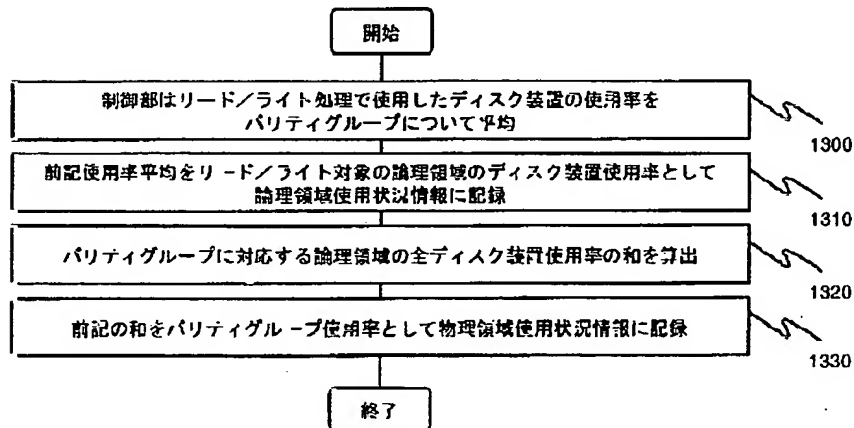 開始
制御部はリード／ライト処理で使用したディスク装置の使用率を
パリティグループについて平均
1300
前記使用率平均をリード／ライト対象の論理領域のディスク装置使用率として
論理領域使用状況情報に記録
1310
パリティグループに対応する論理領域の全ディスク装置使用率の和を算出
1320
前記の和をパリティグループ使用率として物理領域使用状況情報に記録
1330
終了